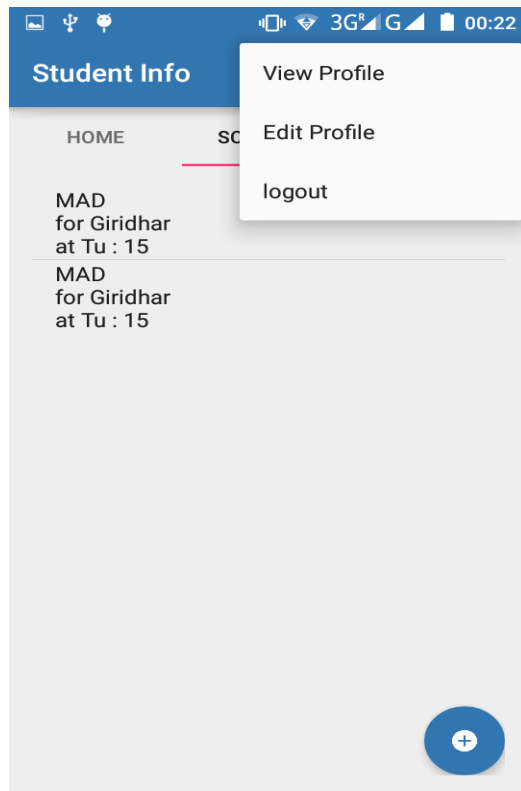 3G R G 00:22
Student Info
View Profile
Edit Profile
logout
HOME
MAD
for Giridhar
at Tu : 15
MAD
for Giridhar
at Tu : 15